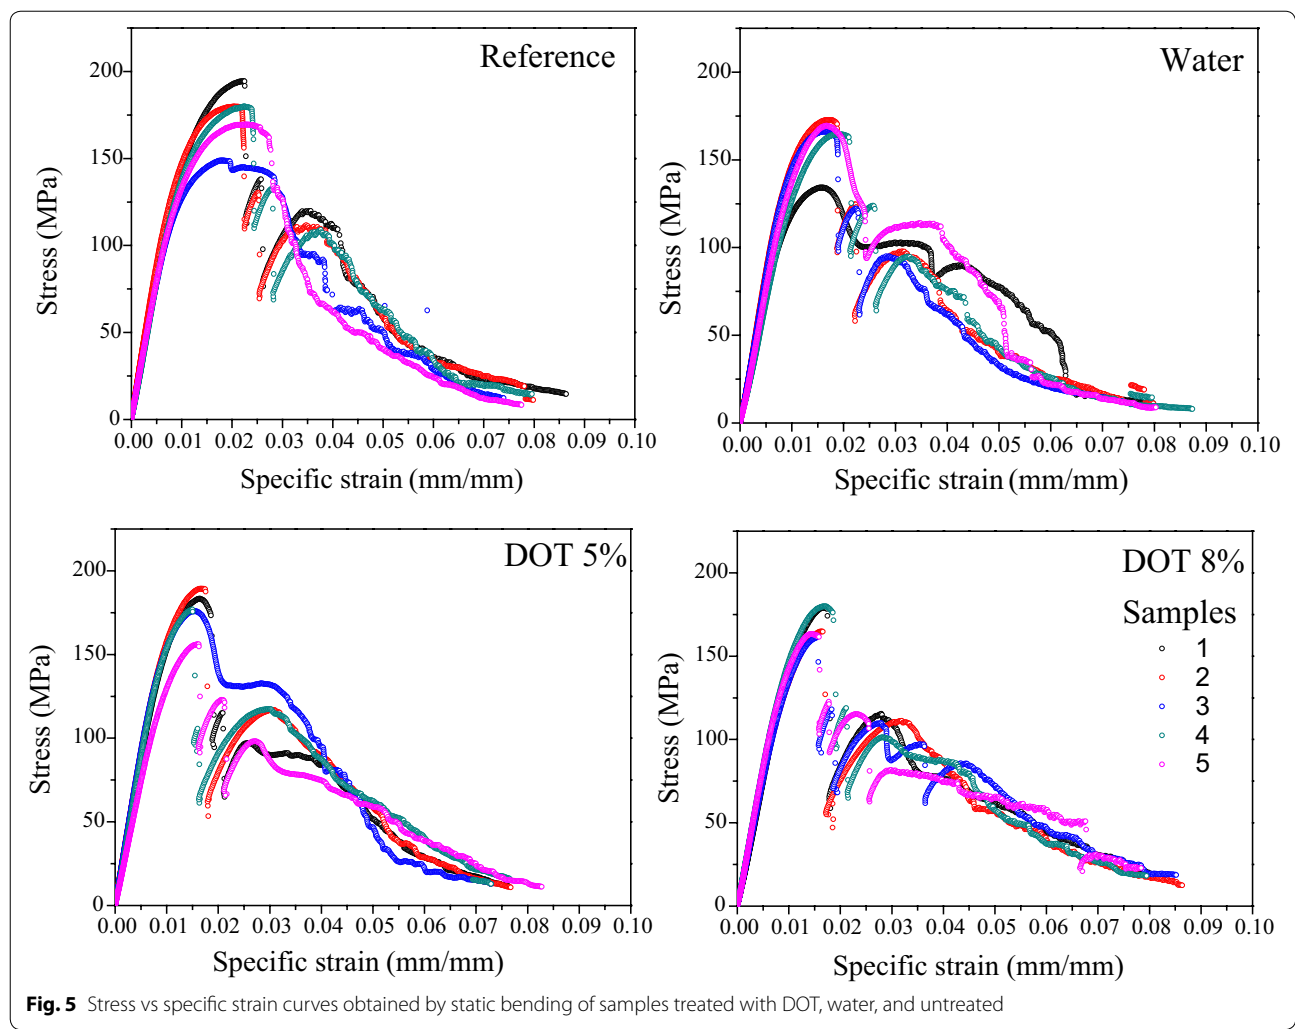 Reference
200
150
100
50
0
Stress (MPa)
0.00 0.01 0.02 0.03 0.04 0.05 0.06 0.07 0.08 0.09 0.10
Specific strain (mm/mm)
Water
200
150
100
50
0
Stress (MPa)
0.00 0.01 0.02 0.03 0.04 0.05 0.06 0.07 0.08 0.09 0.10
Specific strain (mm/mm)
DOT 5%
200
150
100
50
0
Stress (MPa)
0.00 0.01 0.02 0.03 0.04 0.05 0.06 0.07 0.08 0.09 0.10
Specific strain (mm/mm)
DOT 8%
Samples
1
2
3
4
5
200
150
100
50
0
Stress (MPa)
0.00 0.01 0.02 0.03 0.04 0.05 0.06 0.07 0.08 0.09 0.10
Specific strain (mm/mm)
Fig. 5 Stress vs specific strain curves obtained by static bending of samples treated with DOT, water, and untreated